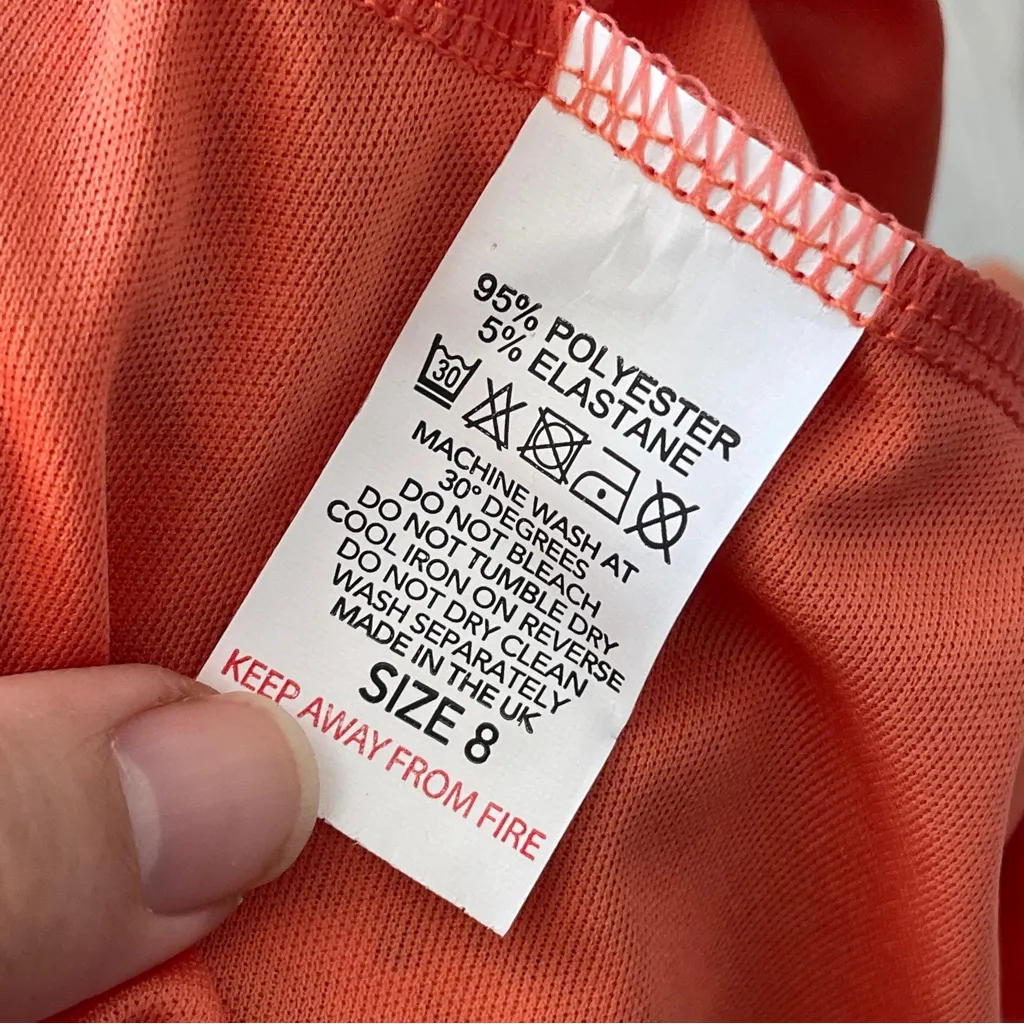 95% POLYESTER
5% ELASTANE
30
MACHINE WASH AT
30° DEGREES
DO NOT BLEACH
DO NOT TUMBLE DRY
COOL IRON ON REVERSE
DO NOT DRY CLEAN
WASH SEPARATELY
MADE IN THE UK
SIZE 8
KEEP AWAY FROM FIRE